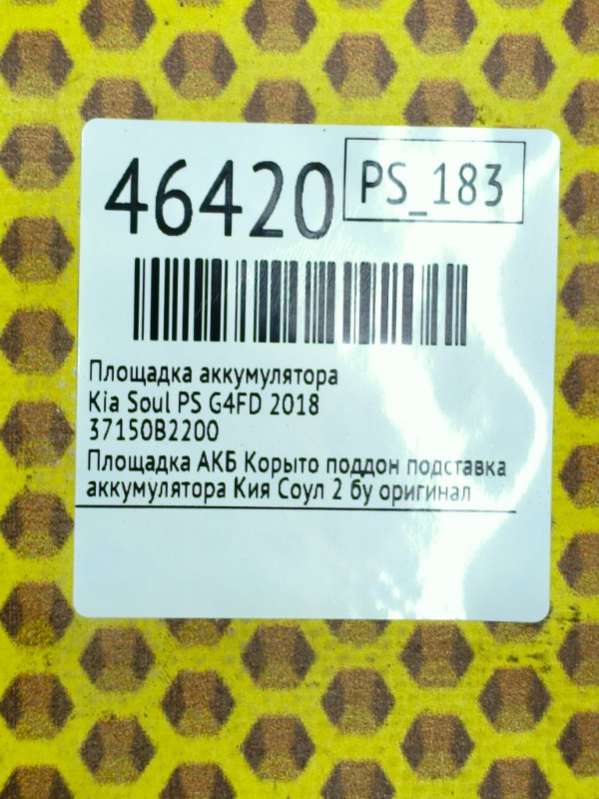 46420
PS_183
Площадка аккумулятора
Kia Soul PS G4FD 2018
37150B2200
Площадка АКБ Корыто поддон подставка
аккумулятора Кия Соул 2 бу оригинал